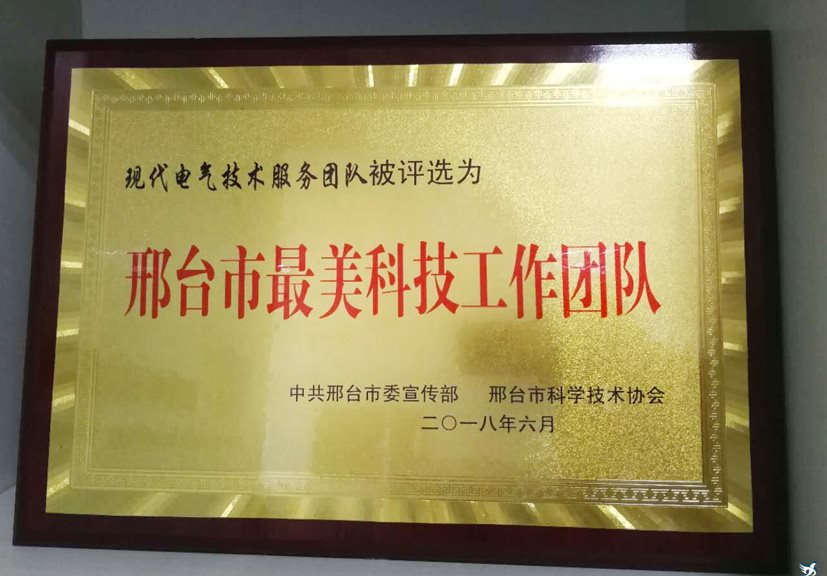 现代电气技术服务团队被评选为
邢台市最美科技工作团队
中共邢台市委宣传部 邢台市科学技术协会
二〇一八年六月